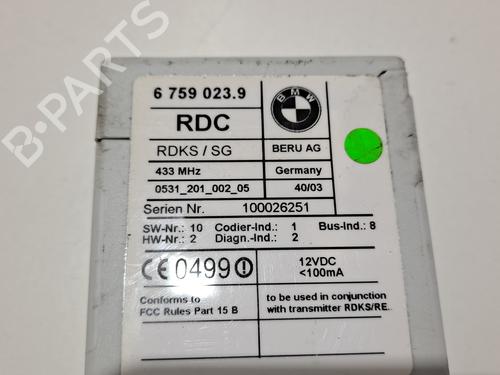 B-PARTS
6 759 023.9
BMW
RDC
RDKS / SG
BERU AG
433 MHz
Germany
0531_201_002_05
40/03
Serien Nr. 100026251
SW-Nr.: 10 Codier-Ind.: 1 Bus-Ind.: 8
HW-Nr.: 2 Diagn.-Ind.: 2
CE0499
12VDC
<100mA
Conforms to
FCC Rules Part 15 B
to be used in conjunction
with transmitter RDKS/RE.